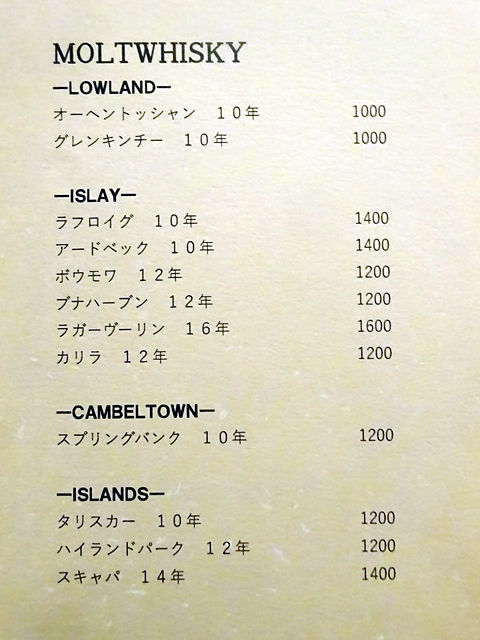 MOLTWHISKY
—LOWLAND—
オーヘントッシャン １０年 1000
グレンキンチー １０年 1000
—ISLAY—
ラフロイグ １０年 1400
アードベック １０年 1400
ボウモワ １２年 1200
ブナハーブン １２年 1200
ラガーヴーリン １６年 1600
カリラ １２年 1200
—CAMBELTOWN—
スプリングバンク １０年 1200
—ISLANDS—
タリスカー １０年 1200
ハイランドパーク １２年 1200
スキャパ １４年 1400